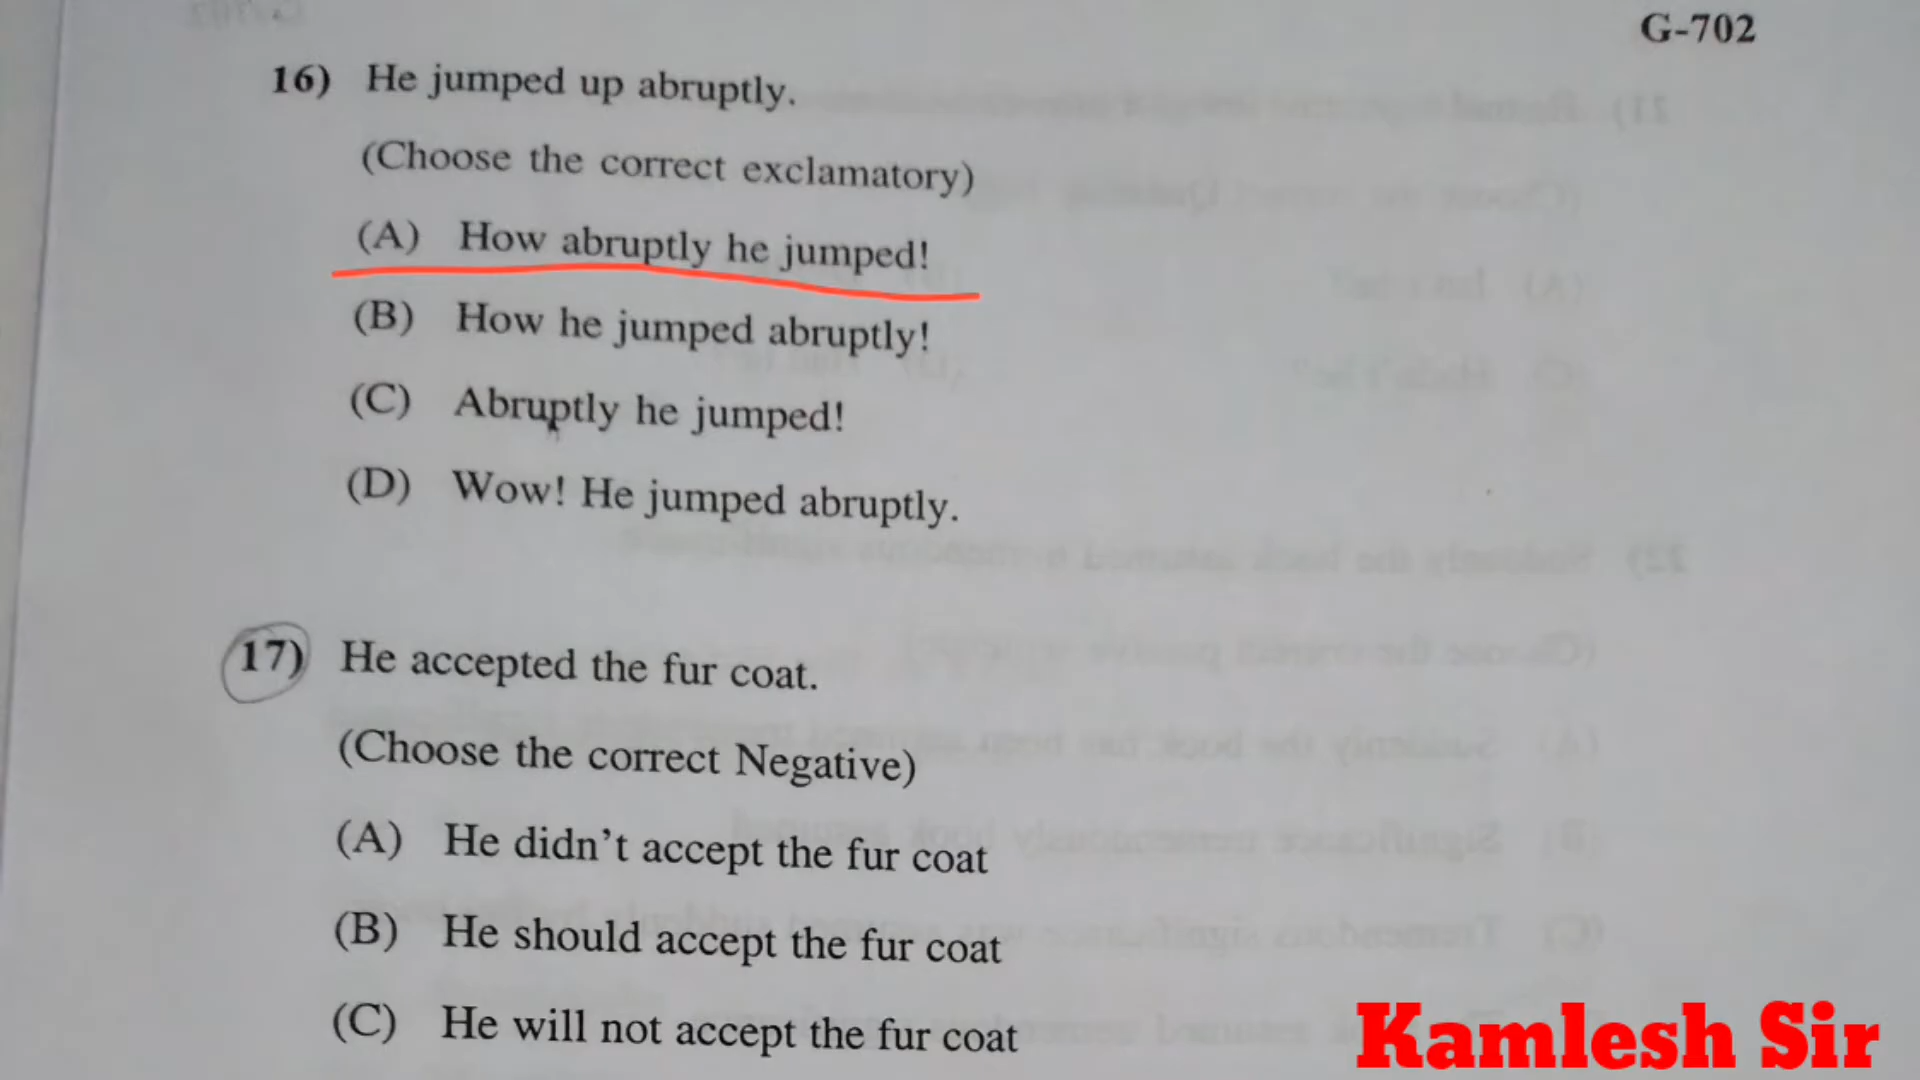 G-702
16) He jumped up abruptly.
(Choose the correct exclamatory)
(A) How abruptly he jumped!
(B) How he jumped abruptly!
(C) Abruptly he jumped!
(D) Wow! He jumped abruptly.
17) He accepted the fur coat.
(Choose the correct Negative)
(A) He didn't accept the fur coat
(B) He should accept the fur coat
(C) He will not accept the fur coat
Kamlesh Sir